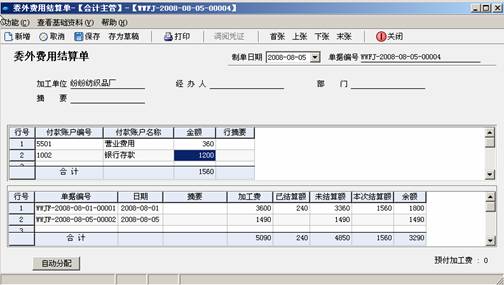 委外费用结算单-【会计主管】-【WWFJ-2008-08-05-00004】
功能(C) 查看基础资料(V) 帮助(H)
新增 取消 保存 存为草稿 打印 调阅凭证 首张 上张 下张 末张 关闭
委外费用结算单 制单日期 2008-08-05 单据编号 WWFJ-2008-08-05-00004
加工单位 纷纷纺织品厂 经办人 部门
摘要
行号 付款账户编号 付款账户名称 金额 行摘要
1 5501 营业费用 360
2 1002 银行存款 1200
3
合计 1560
行号 单据编号 日期 摘要 加工费 已结算额 未结算额 本次结算额 余额
1 WWJF-2008-08-01-00001 2008-08-01 3600 240 3360 1560 1800
2 WWJF-2008-08-05-00002 2008-08-05 1490 1490 1490
3
合计 5090 240 4850 1560 3290
自动分配 预付加工费 : 0